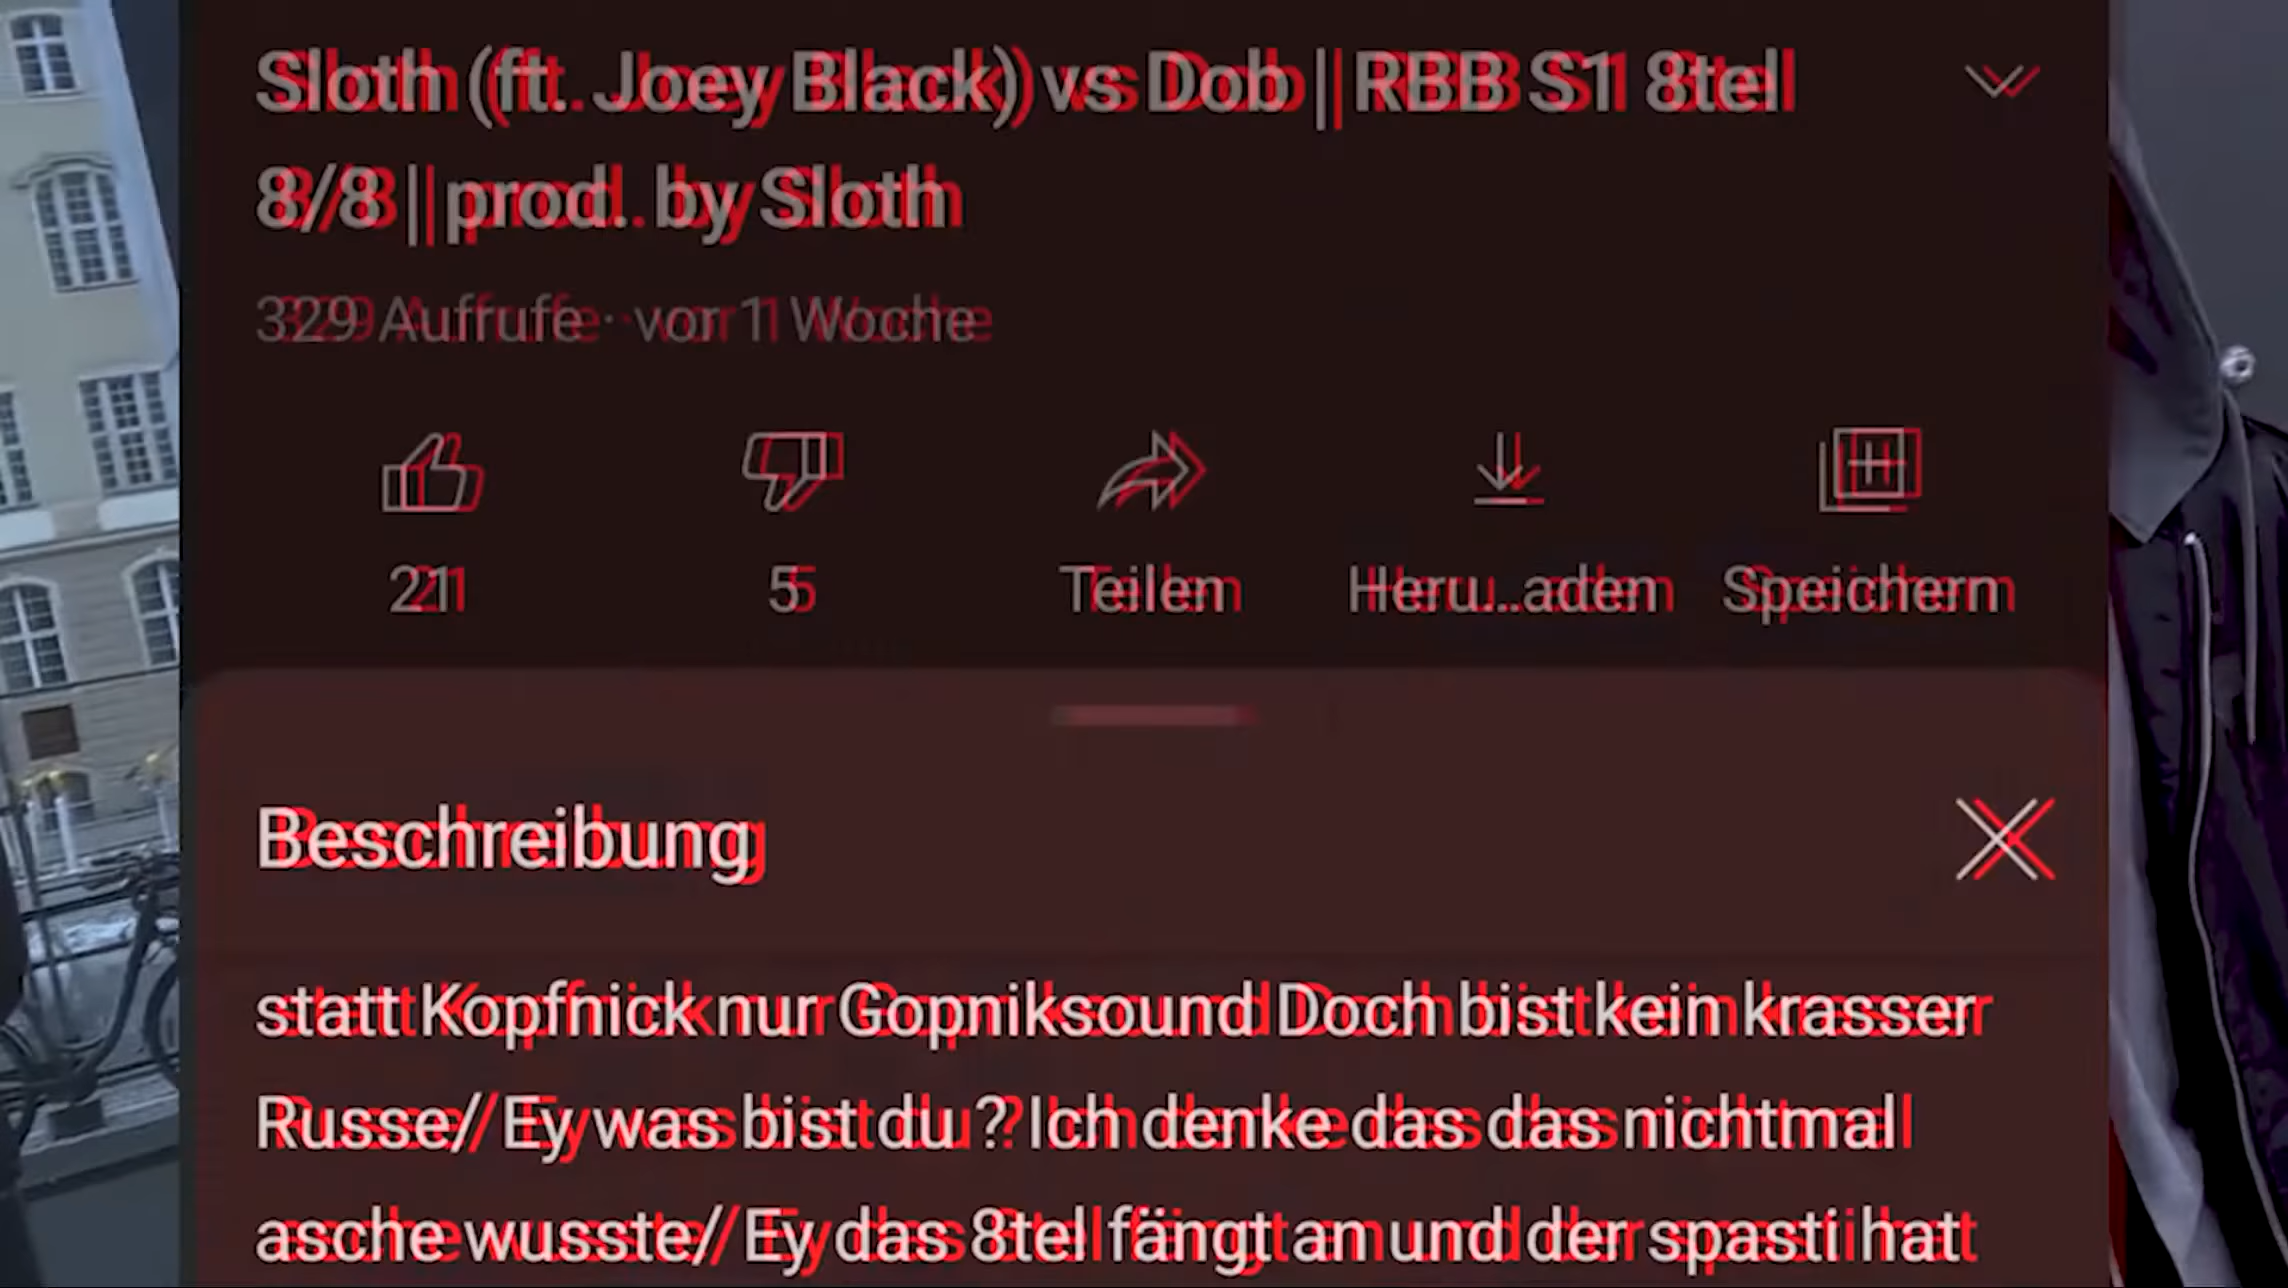 Sloth (ft. Joey Black) vs Dob || RBB S1 8tel
8/8 || prod. by Sloth
329 Aufrufe · vor 1 Woche
21 5 Teilen Heru...aden Speichern
Beschreibung
statt Kopfnick nur Gopniksound Doch bist kein krasser
Russe// Ey was bist du ? Ich denke das das nichtmal
asche wusste// Ey das 8tel fängt an und der spasti hat